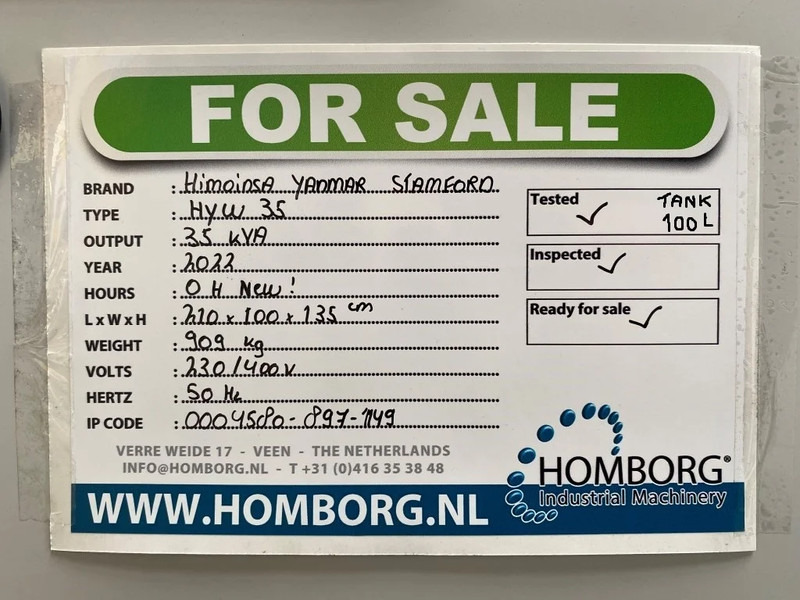 FOR SALE
BRAND : Himoinsa YANMAR STAMFORD
TYPE : HYW 35
OUTPUT : 35 kVA
YEAR : 2022
HOURS : 0 H New!
L x W x H : 210 x 100 x 135 cm
WEIGHT : 909 kg
VOLTS : 230/400V
HERTZ : 50 Hz
IP CODE : 0004580-897-1149
Tested ✓ TANK
100 L
Inspected ✓
Ready for sale ✓
VERRE WEIDE 17 - VEEN - THE NETHERLANDS
INFO@HOMBORG.NL - T +31 (0)416 35 38 48
WWW.HOMBORG.NL
HOMBORG®
Industrial Machinery